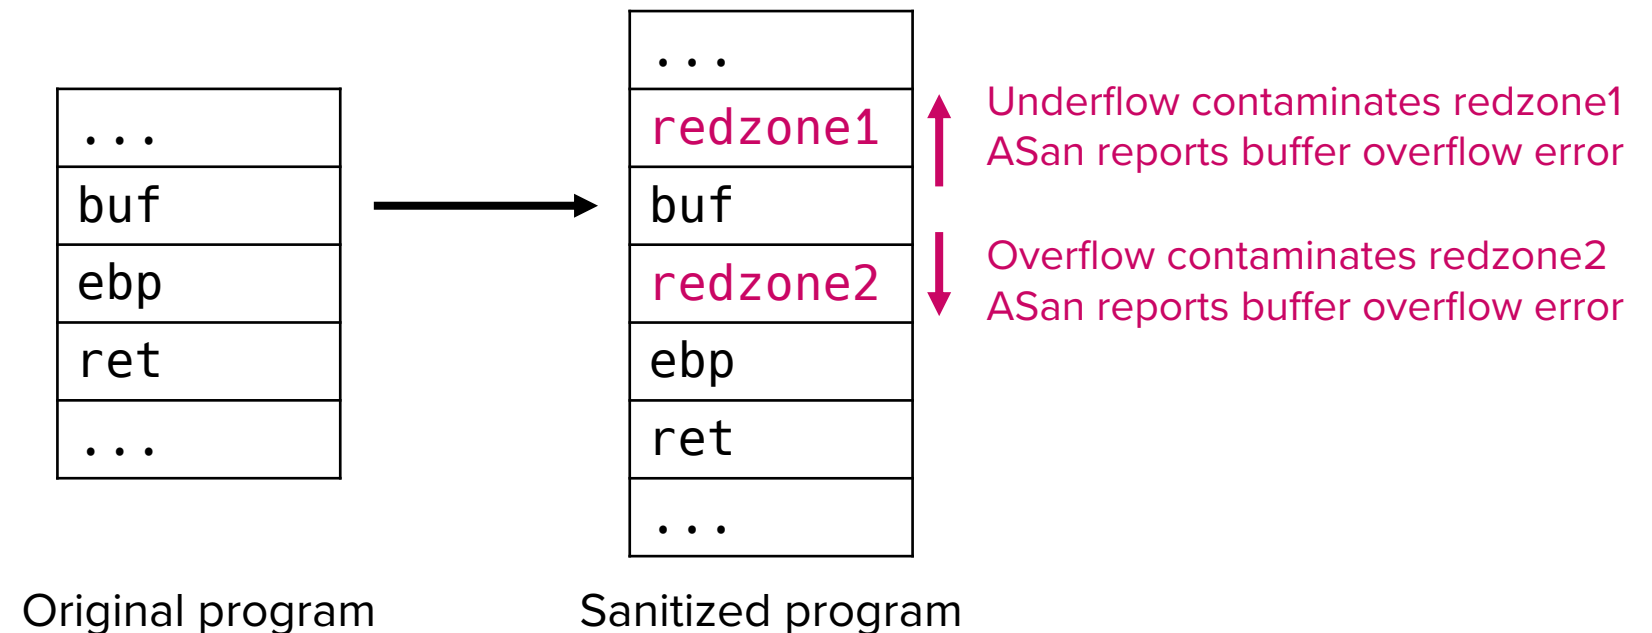 ...
buf
ebp
ret
...
Original program
...
redzone1
buf
redzone2
ebp
ret
...
Sanitized program
Underflow contaminates redzone1
ASan reports buffer overflow error
Overflow contaminates redzone2
ASan reports buffer overflow error